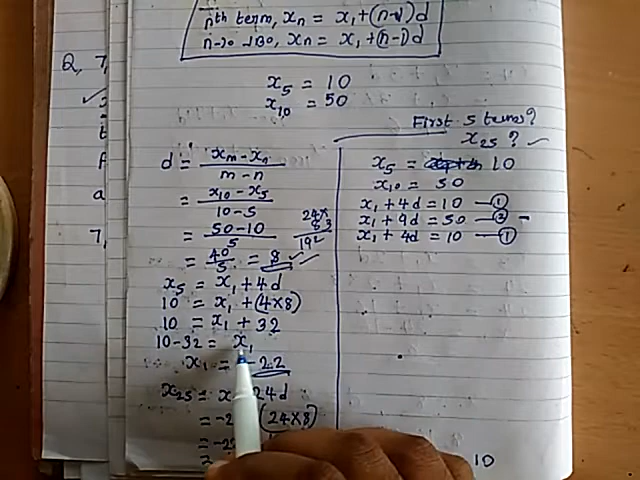 nth term, xn = x1 + (n-1)d
xn = x1 + (n-1)d
Q, 7,
x5 = 10
x10 = 50
First 5 terms?
x25 ?
d = xm - xn
m - n
= x10 - x5
10 - 5
= 50 - 10
5
= 40
5
= 8
24×
8
192
x5 = x1 + 4d
10 = x1 + (4×8)
10 = x1 + 32
10 - 32 = x1
x1 = -22
x25 = x 24d
= -2 (24×8)
= -22
x5 = 10
x10 = 50
x1 + 4d = 10 — ①
x1 + 9d = 50 — ② -
x1 + 4d = 10 — ①
10